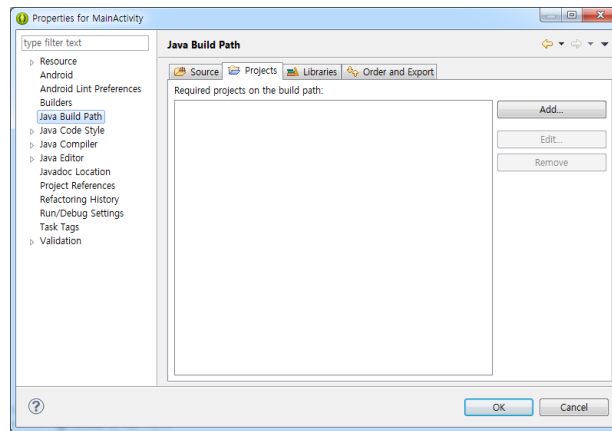 Properties for MainActivity
type filter text
Resource
Android
Android Lint Preferences
Builders
Java Build Path
Java Code Style
Java Compiler
Java Editor
Javadoc Location
Project References
Refactoring History
Run/Debug Settings
Task Tags
Validation
Java Build Path
Source Projects Libraries Order and Export
Required projects on the build path:
Add...
Edit...
Remove
?
OK Cancel